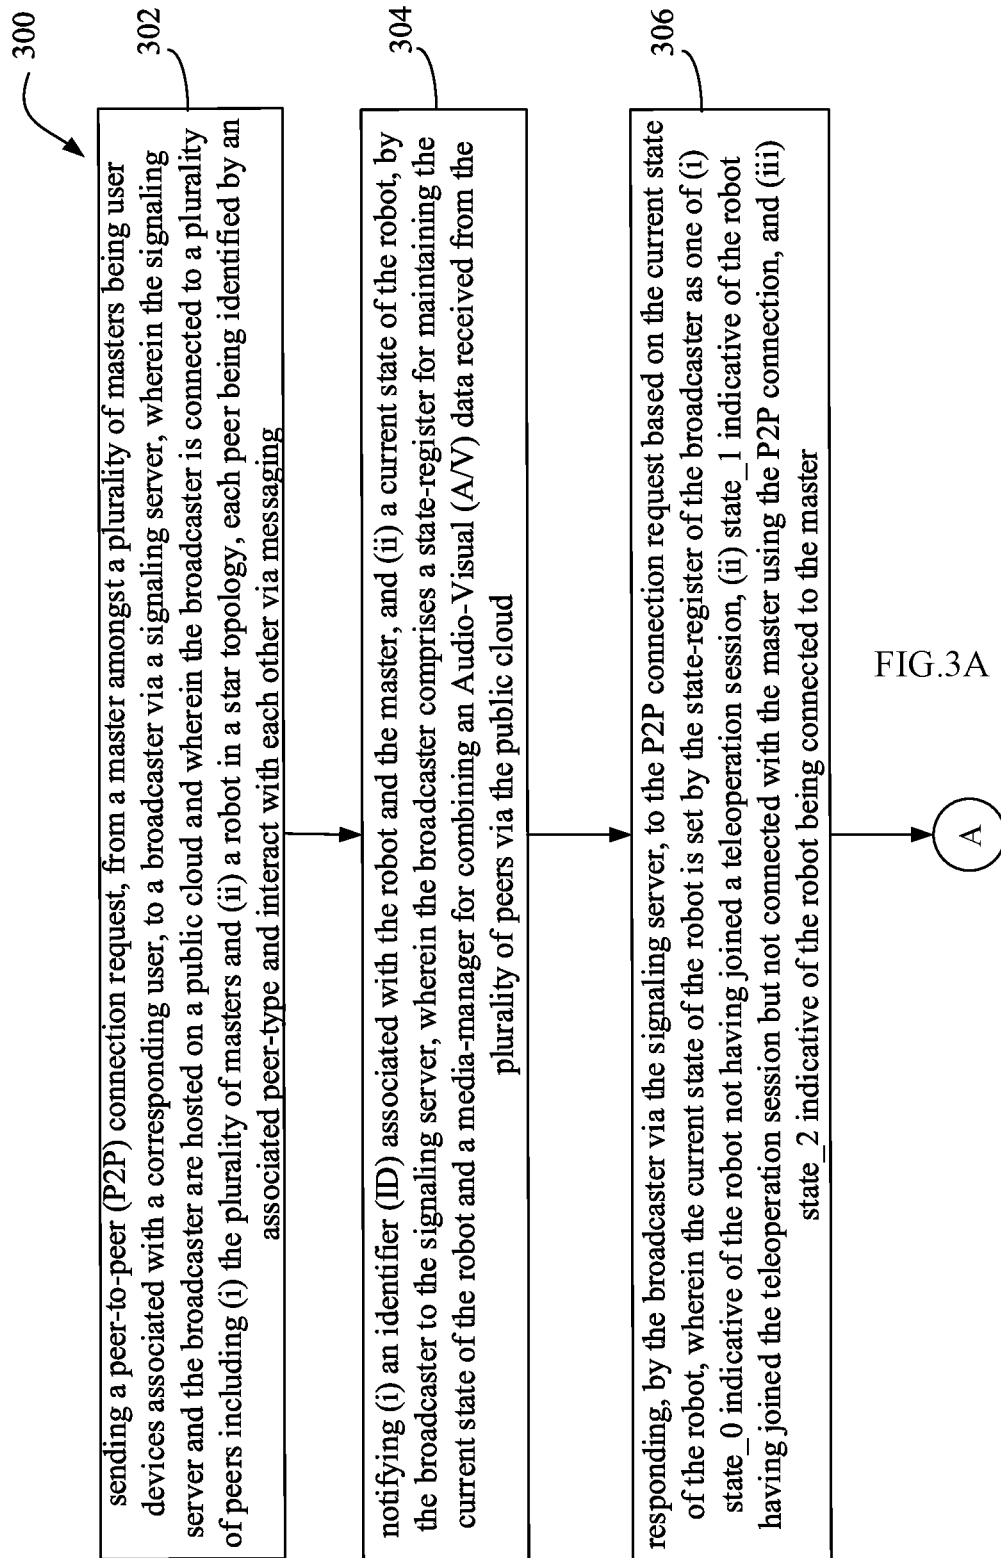 300
302
sending a peer-to-peer (P2P) connection request, from a master amongst a plurality of masters being user
devices associated with a corresponding user, to a broadcaster via a signaling server, wherein the signaling
server and the broadcaster are hosted on a public cloud and wherein the broadcaster is connected to a plurality
of peers including (i) the plurality of masters and (ii) a robot in a star topology, each peer being identified by an
associated peer-type and interact with each other via messaging
304
notifying (i) an identifier (ID) associated with the robot and the master, and (ii) a current state of the robot, by
the broadcaster to the signaling server, wherein the broadcaster comprises a state-register for maintaining the
current state of the robot and a media-manager for combining an Audio-Visual (A/V) data received from the
plurality of peers via the public cloud
306
responding, by the broadcaster via the signaling server, to the P2P connection request based on the current state
of the robot, wherein the current state of the robot is set by the state-register of the broadcaster as one of (i)
state_0 indicative of the robot not having joined a teleoperation session, (ii) state_1 indicative of the robot
having joined the teleoperation session but not connected with the master using the P2P connection, and (iii)
state_2 indicative of the robot being connected to the master
A
FIG.3A